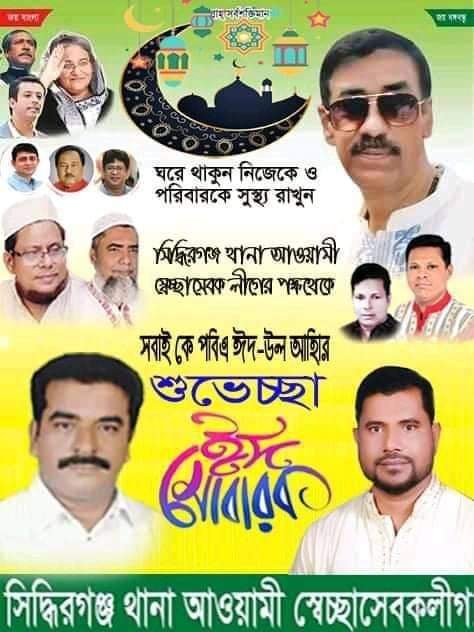 জয় বাংলা
জয় বঙ্গবন্ধু
ঘরে থাকুন নিজেকে ও
পরিবারকে সুস্থ্য রাখুন
সিদ্ধিরগঞ্জ থানা আওয়ামী
স্বেচ্ছাসেবক লীগের পক্ষথেকে
সবাই কে পবিএ ঈদ-উল আহার
শুভেচ্ছা
ঈদ
মোবারক
সিদ্ধিরগঞ্জ থানা আওয়ামী স্বেচ্ছাসেবকলীগ